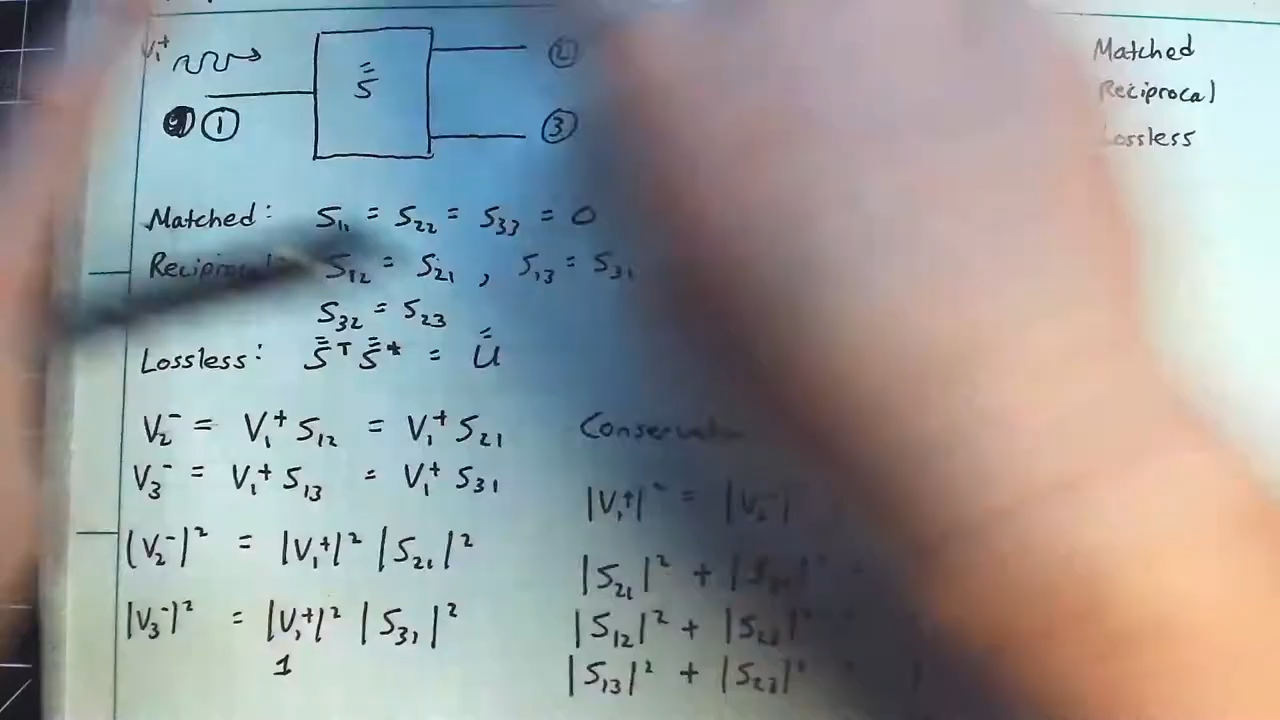 V₁⁺
S̿
②
① ③
Matched
Reciprocal
Lossless
Matched: S₁₁ = S₂₂ = S₃₃ = 0
S₁₂ = S₂₁ , S₁₃ = S₃₁
S₃₂ = S₂₃
Lossless: S̿ᵀ S̿* = U̿
V₂⁻ = V₁⁺ S₁₂ = V₁⁺ S₂₁
V₃⁻ = V₁⁺ S₁₃ = V₁⁺ S₃₁
|V₂⁻|² = |V₁⁺|² |S₂₁|²
|V₃⁻|² = |V₁⁺|² |S₃₁|²
1
|V₁⁺|² = |V₂⁻|
|S₂₁|² +
|S₁₂|² +
|S₁₃|² + |S₂₃|²